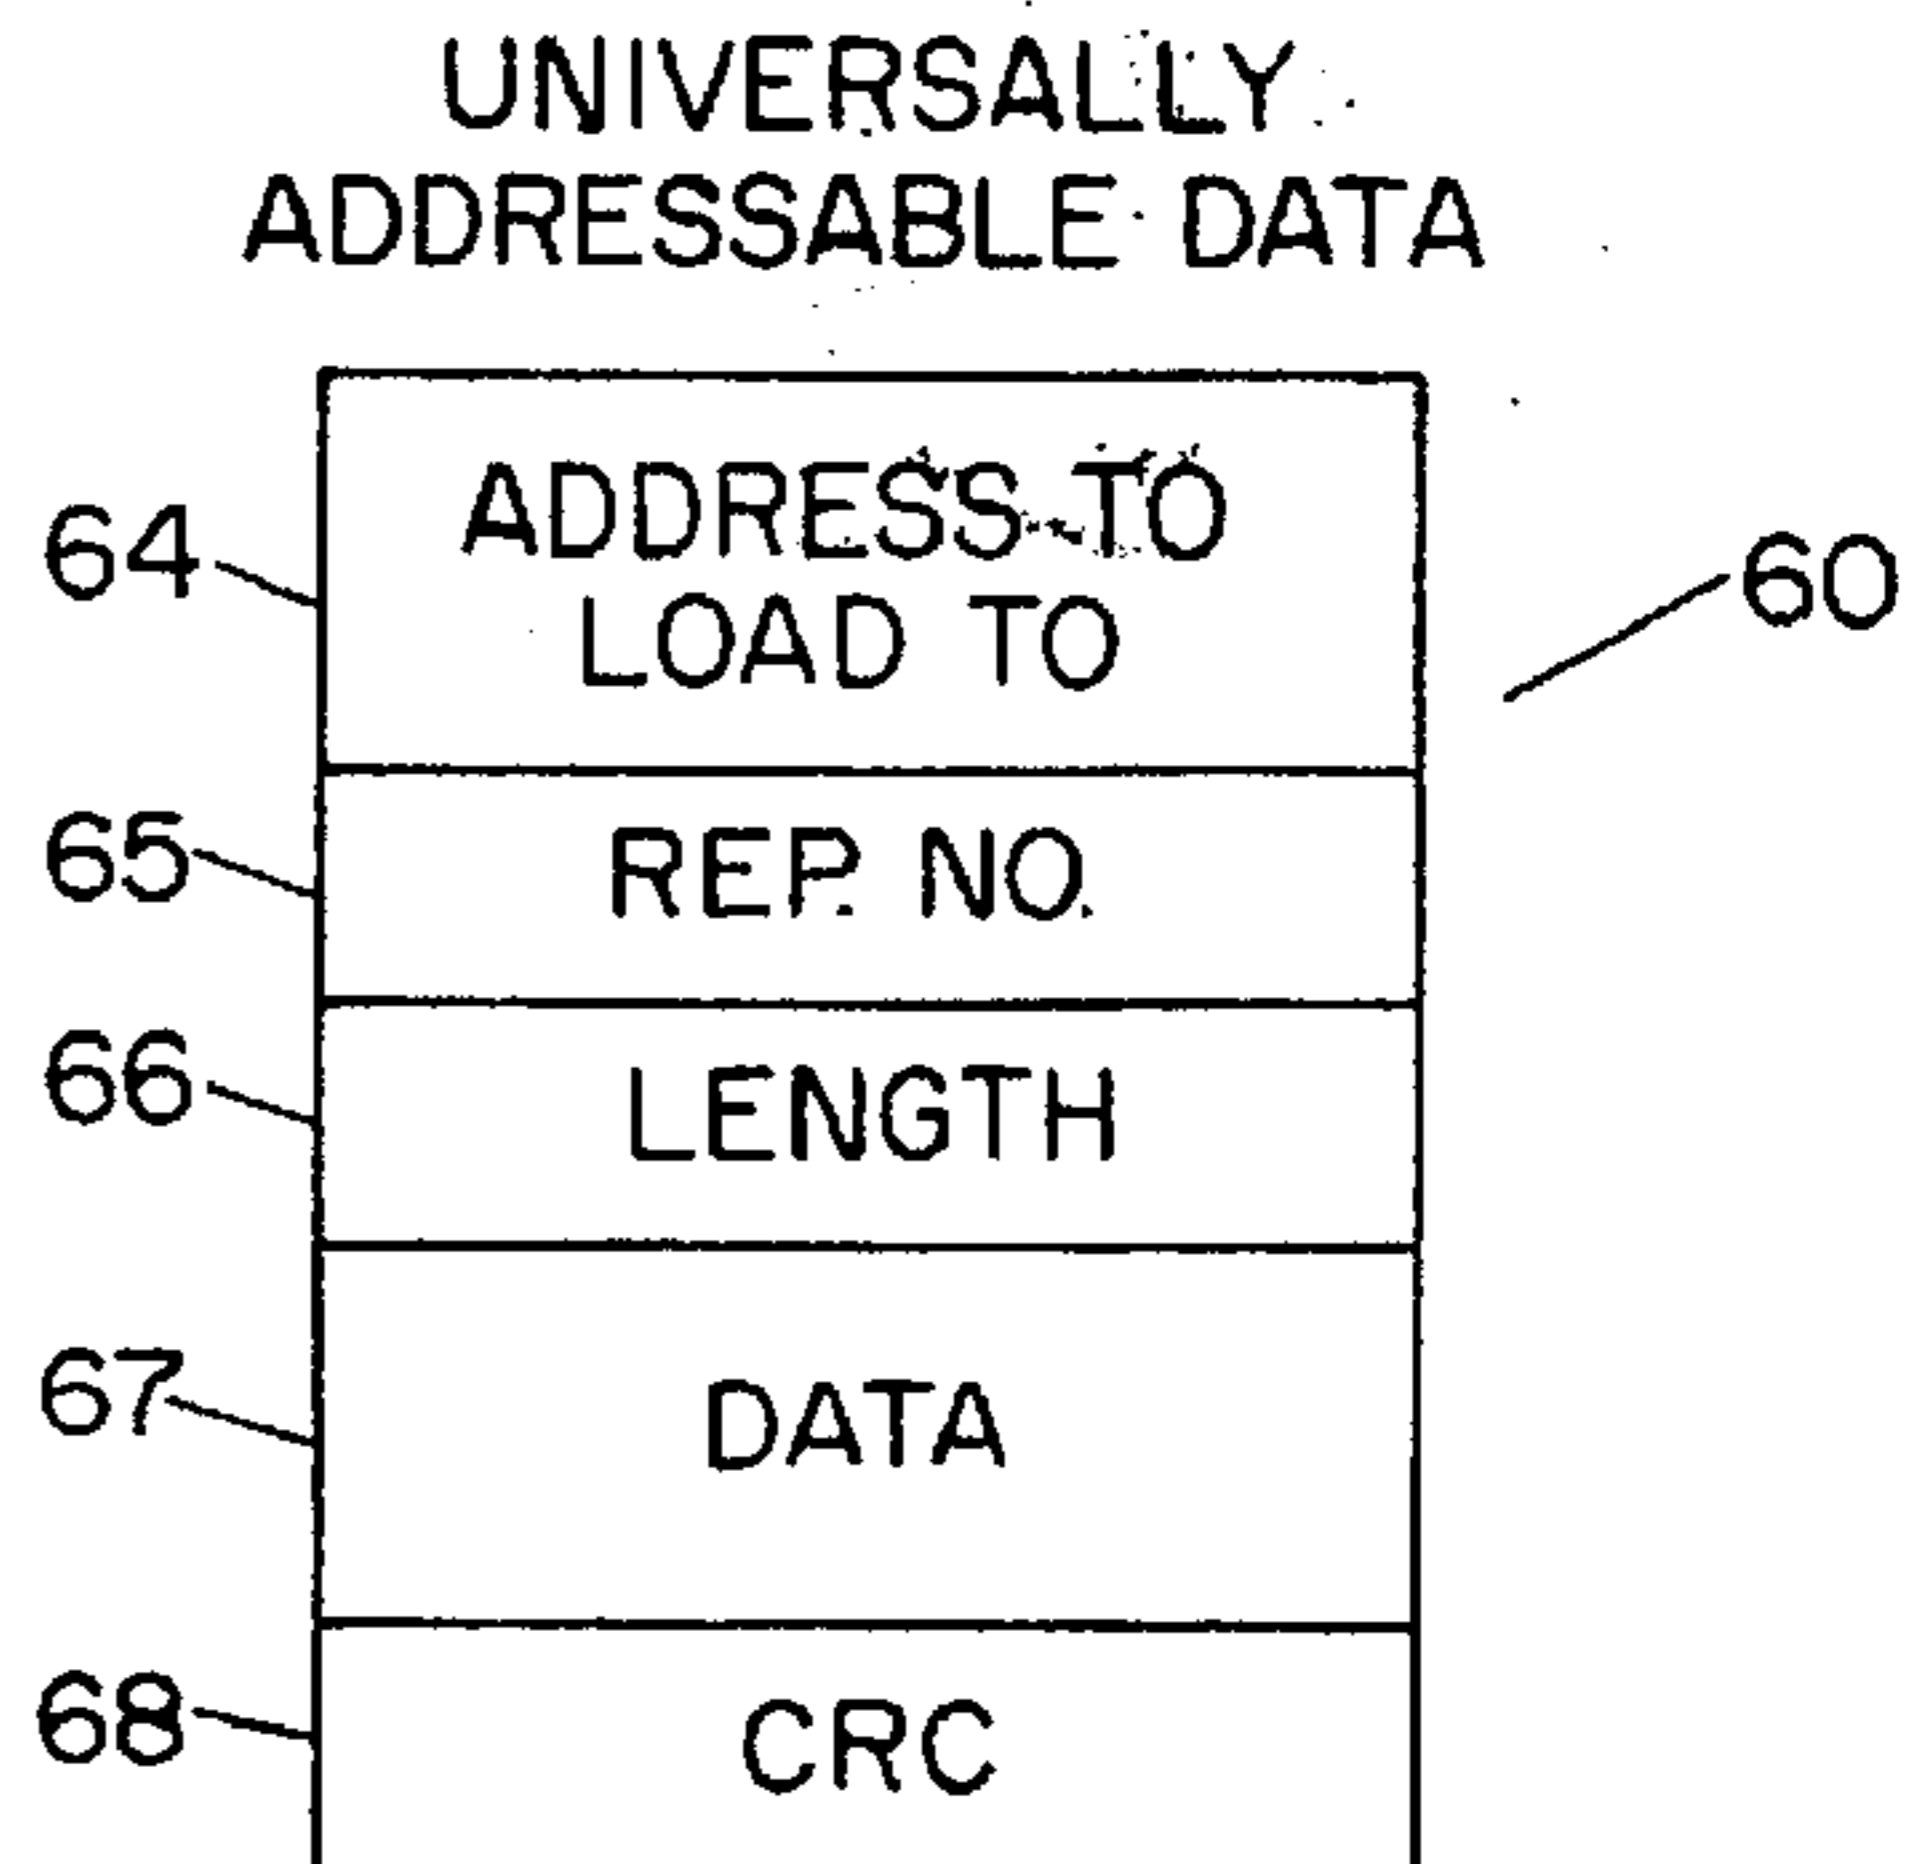 UNIVERSALLY
ADDRESSABLE DATA
ADDRESS TO
LOAD TO
64
60
65
REP. NO.
66
LENGTH
67
DATA
68
CRC